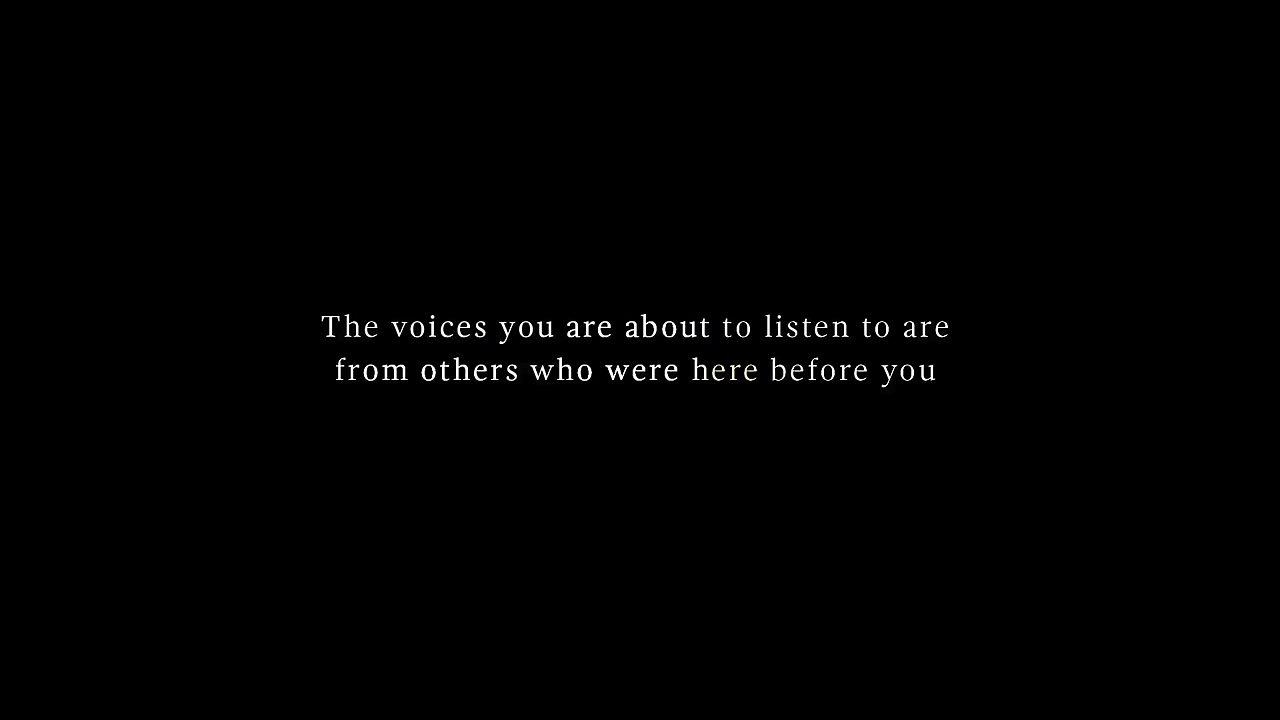 The voices you are about to listen to are
from others who were here before you